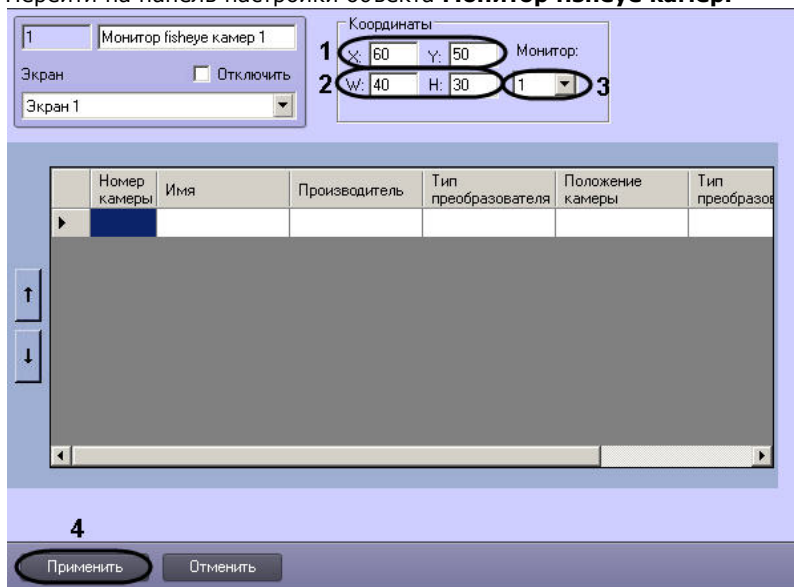 Перейти на панель настройки объекта Монитор fisheye камер.
1 Монитор fisheye камер 1
Экран Отключить
Экран 1
Координаты
1 X: 60 Y: 50 Монитор:
2 W: 40 H: 30 1 3
Номер камеры Имя Производитель Тип преобразователя Положение камеры Тип
4
Применить Отменить